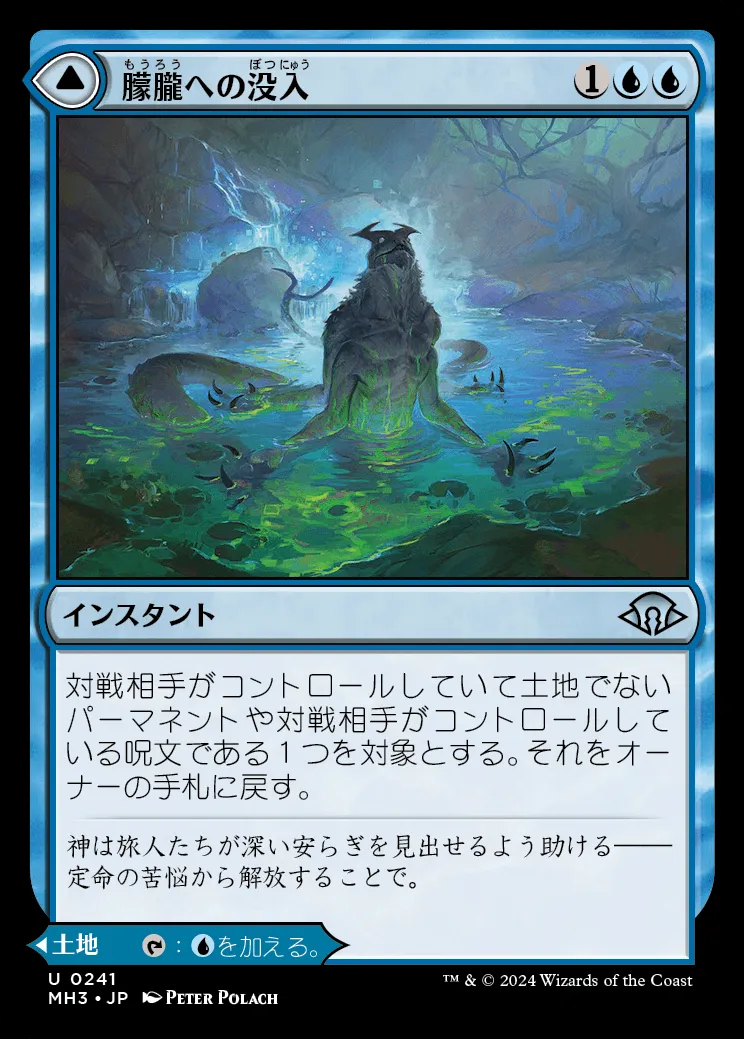 もうろう ぼつにゅう
朦朧への没入 1
インスタント
対戦相手がコントロールしていて土地でない
パーマネントや対戦相手がコントロールして
いる呪文である1つを対象とする。それをオー
ナーの手札に戻す。
神は旅人たちが深い安らぎを見出せるよう助ける――
定命の苦悩から解放することで。
土地 :を加える。
U 0241
MH3 • JP PETER POLACH
™ & © 2024 Wizards of the Coast